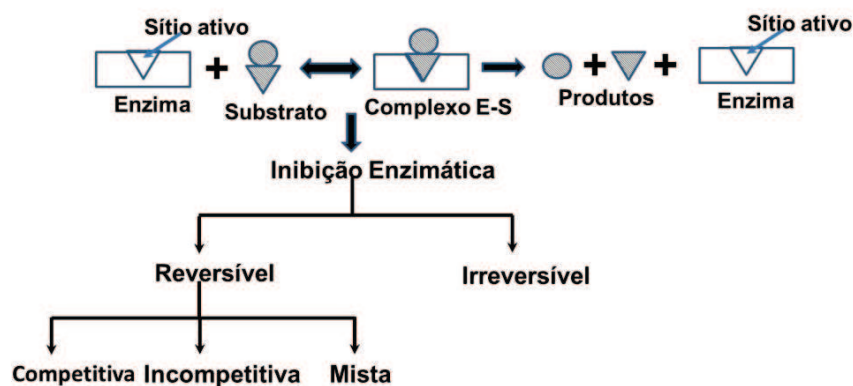 Sítio ativo
Sítio ativo
+
+
+
Enzima
Substrato
Complexo E-S
Produtos
Enzima
Inibição Enzimática
Reversível
Irreversível
Competitiva
Incompetitiva
Mista